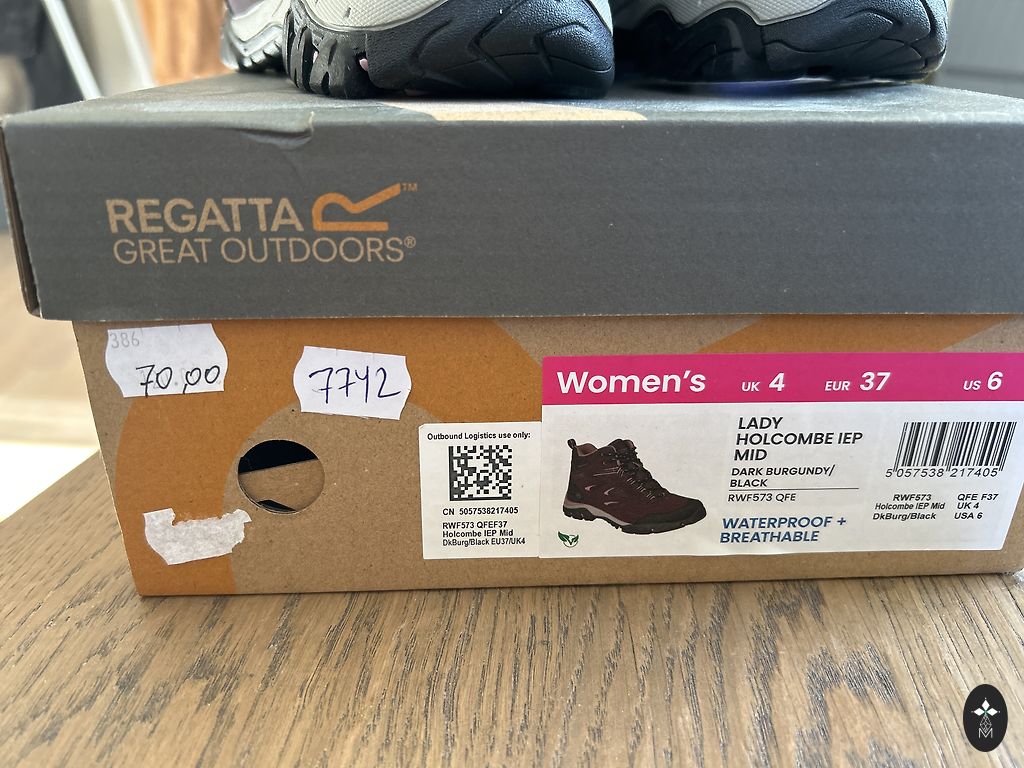 REGATTA R™
GREAT OUTDOORS®
386
70,00
7742
Women's UK 4 EUR 37 US 6
Outbound Logistics use only:
CN 5057538217405
RWF573 QFEF37
Holcombe IEP Mid
DkBurg/Black EU37/UK4
LADY
HOLCOMBE IEP
MID
DARK BURGUNDY/
BLACK
RWF573 QFE
WATERPROOF +
BREATHABLE
5 057538 217405
RWF573 QFE F37
Holcombe IEP Mid UK 4
DkBurg/Black USA 6
M